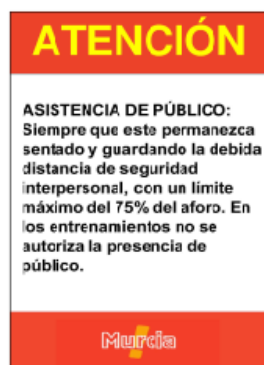 ATENCIÓN
ASISTENCIA DE PÚBLICO:
Siempre que este permanezca
sentado y guardando la debida
distancia de seguridad
interpersonal, con un límite
máximo del 75% del aforo. En
los entrenamientos no se
autoriza la presencia de
público.
Murcia